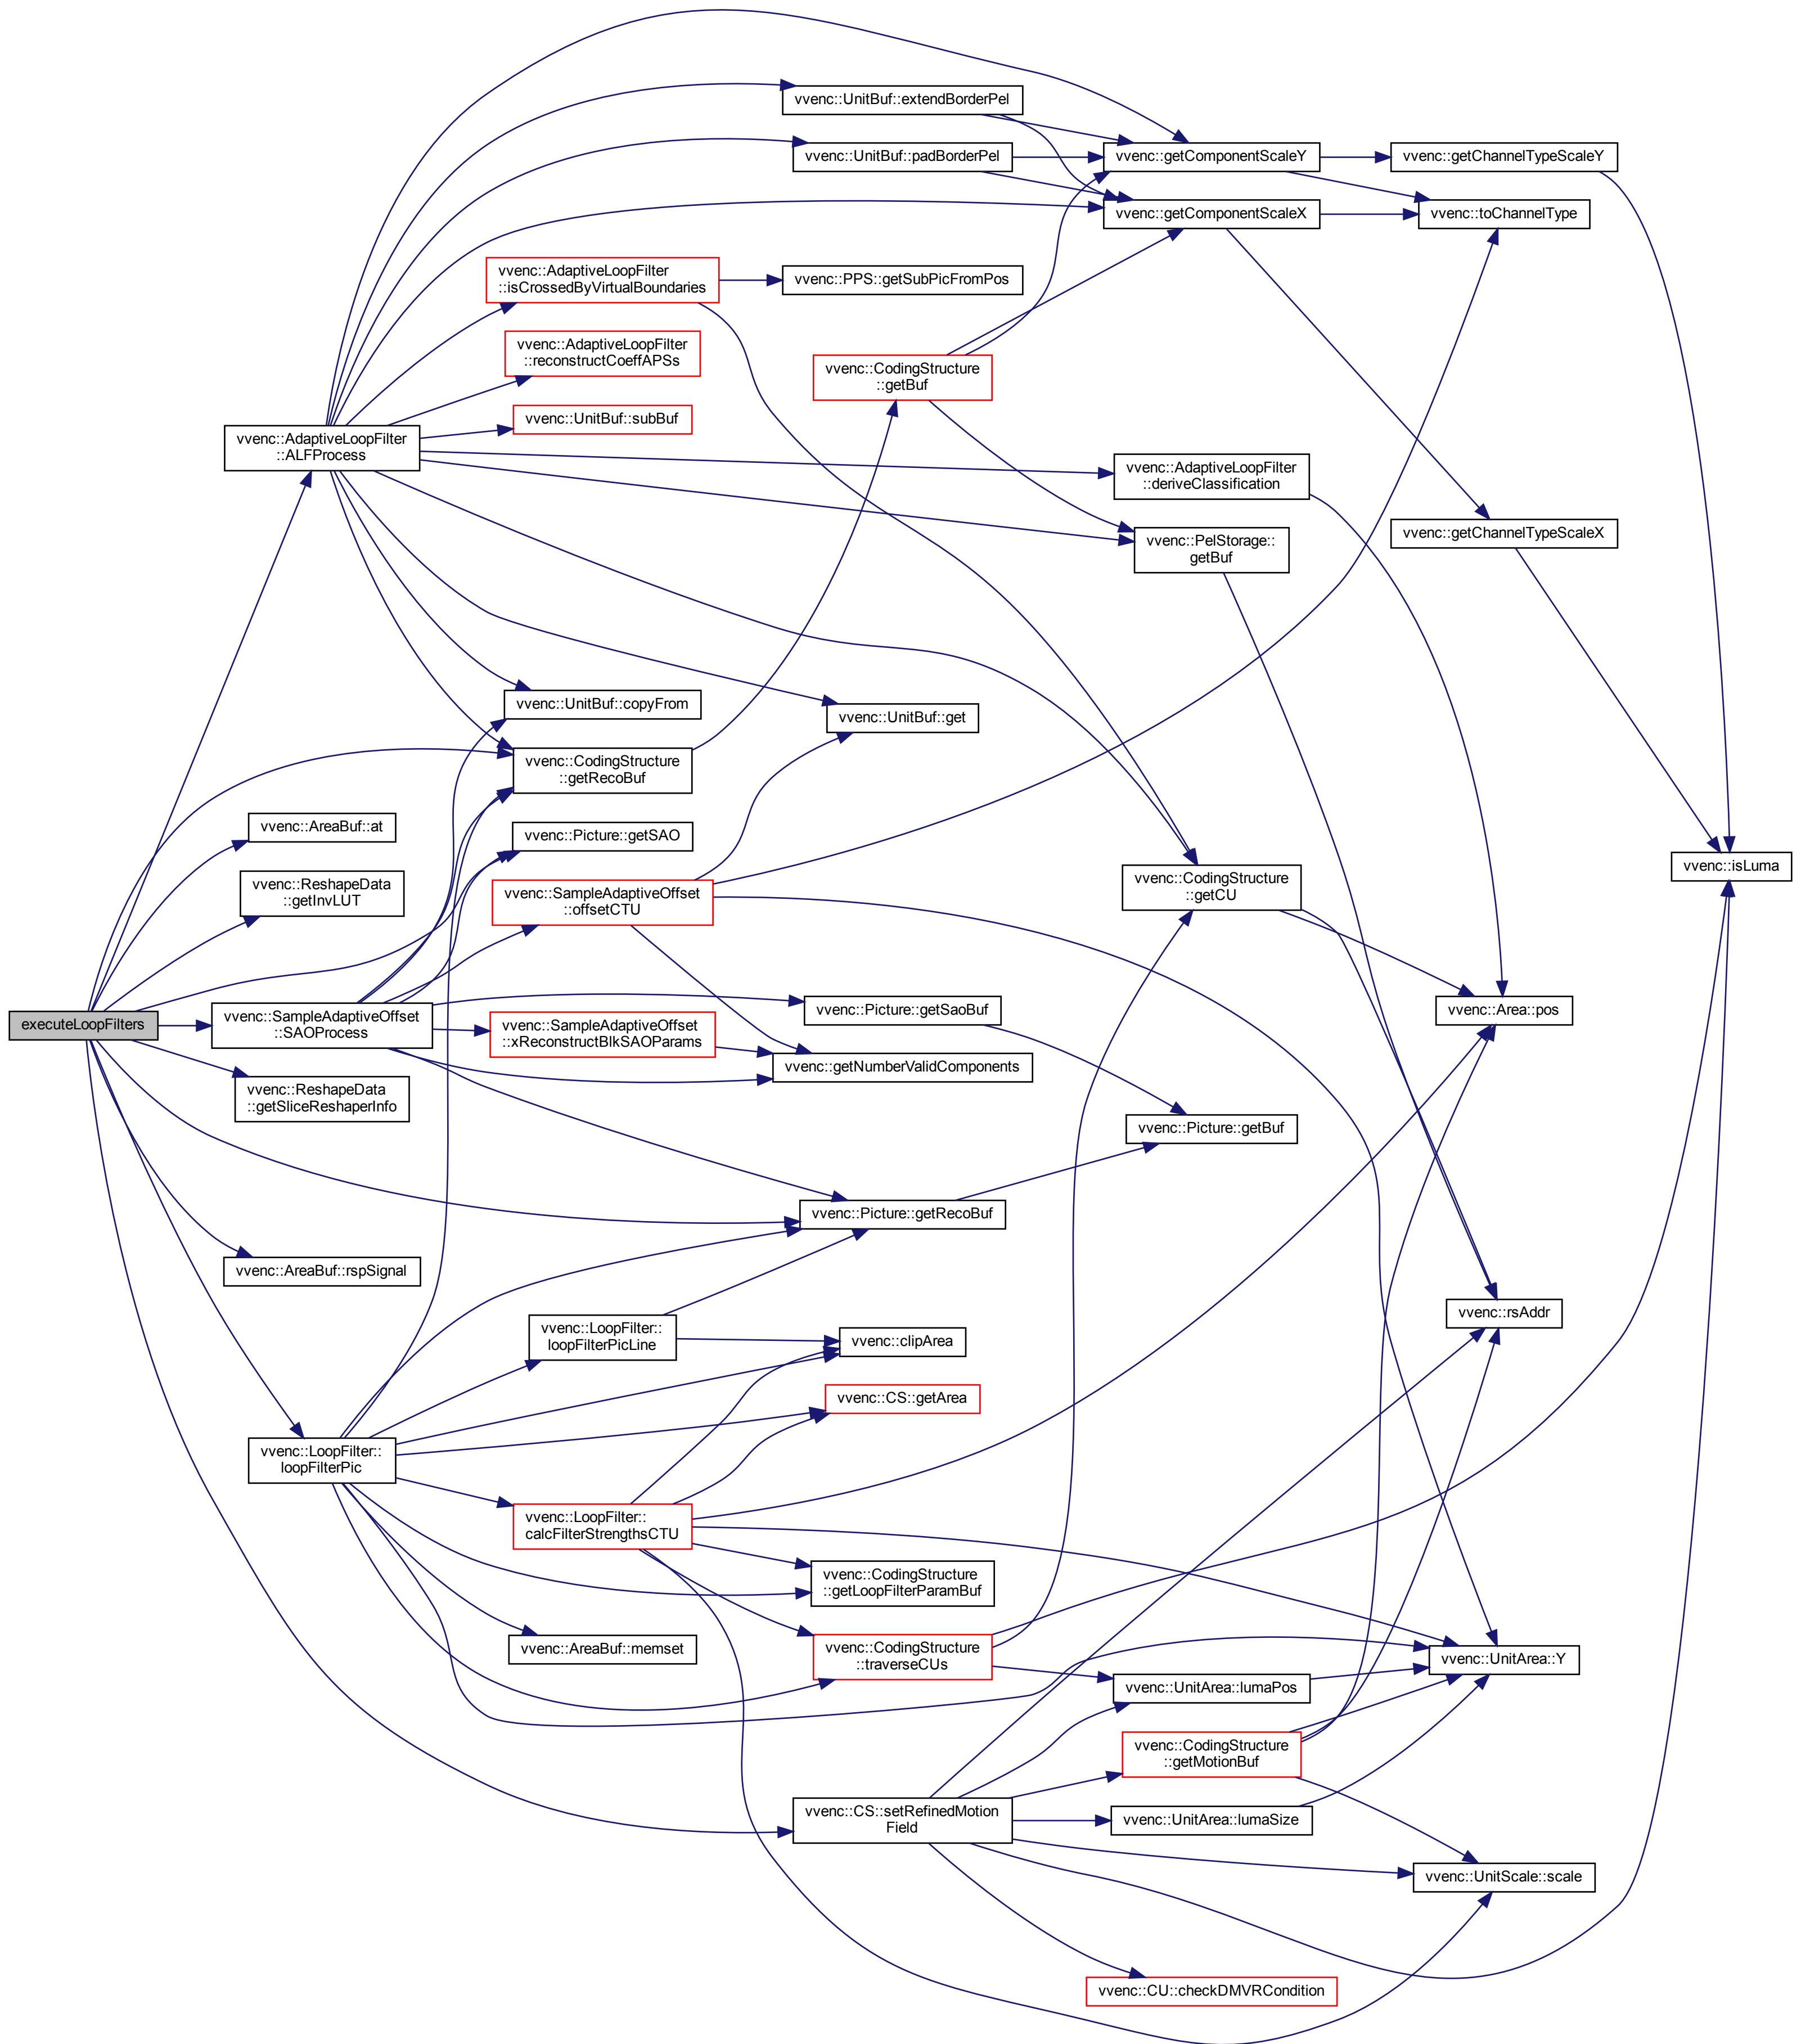 executeLoopFilters
vvenc::AdaptiveLoopFilter
::ALFProcess
vvenc::AreaBuf::at
vvenc::ReshapeData
::getInvLUT
vvenc::SampleAdaptiveOffset
::SAOProcess
vvenc::ReshapeData
::getSliceReshaperInfo
vvenc::AreaBuf::rspSignal
vvenc::LoopFilter::
loopFilterPic
vvenc::AdaptiveLoopFilter
::isCrossedByVirtualBoundaries
vvenc::AdaptiveLoopFilter
::reconstructCoeffAPSs
vvenc::UnitBuf::subBuf
vvenc::UnitBuf::copyFrom
vvenc::CodingStructure
::getRecoBuf
vvenc::Picture::getSAO
vvenc::SampleAdaptiveOffset
::offsetCTU
vvenc::SampleAdaptiveOffset
::xReconstructBlkSAOParams
vvenc::LoopFilter::
loopFilterPicLine
vvenc::LoopFilter::
calcFilterStrengthsCTU
vvenc::AreaBuf::memset
vvenc::UnitBuf::extendBorderPel
vvenc::UnitBuf::padBorderPel
vvenc::PPS::getSubPicFromPos
vvenc::CodingStructure
::getBuf
vvenc::UnitBuf::get
vvenc::Picture::getSaoBuf
vvenc::getNumberValidComponents
vvenc::Picture::getRecoBuf
vvenc::clipArea
vvenc::CS::getArea
vvenc::CodingStructure
::getLoopFilterParamBuf
vvenc::CodingStructure
::traverseCUs
vvenc::CS::setRefinedMotion
Field
vvenc::getComponentScaleY
vvenc::getComponentScaleX
vvenc::AdaptiveLoopFilter
::deriveClassification
vvenc::PelStorage::
getBuf
vvenc::CodingStructure
::getCU
vvenc::Picture::getBuf
vvenc::UnitArea::lumaPos
vvenc::CodingStructure
::getMotionBuf
vvenc::UnitArea::lumaSize
vvenc::CU::checkDMVRCondition
vvenc::getChannelTypeScaleY
vvenc::toChannelType
vvenc::getChannelTypeScaleX
vvenc::Area::pos
vvenc::rsAddr
vvenc::UnitArea::Y
vvenc::UnitScale::scale
vvenc::isLuma